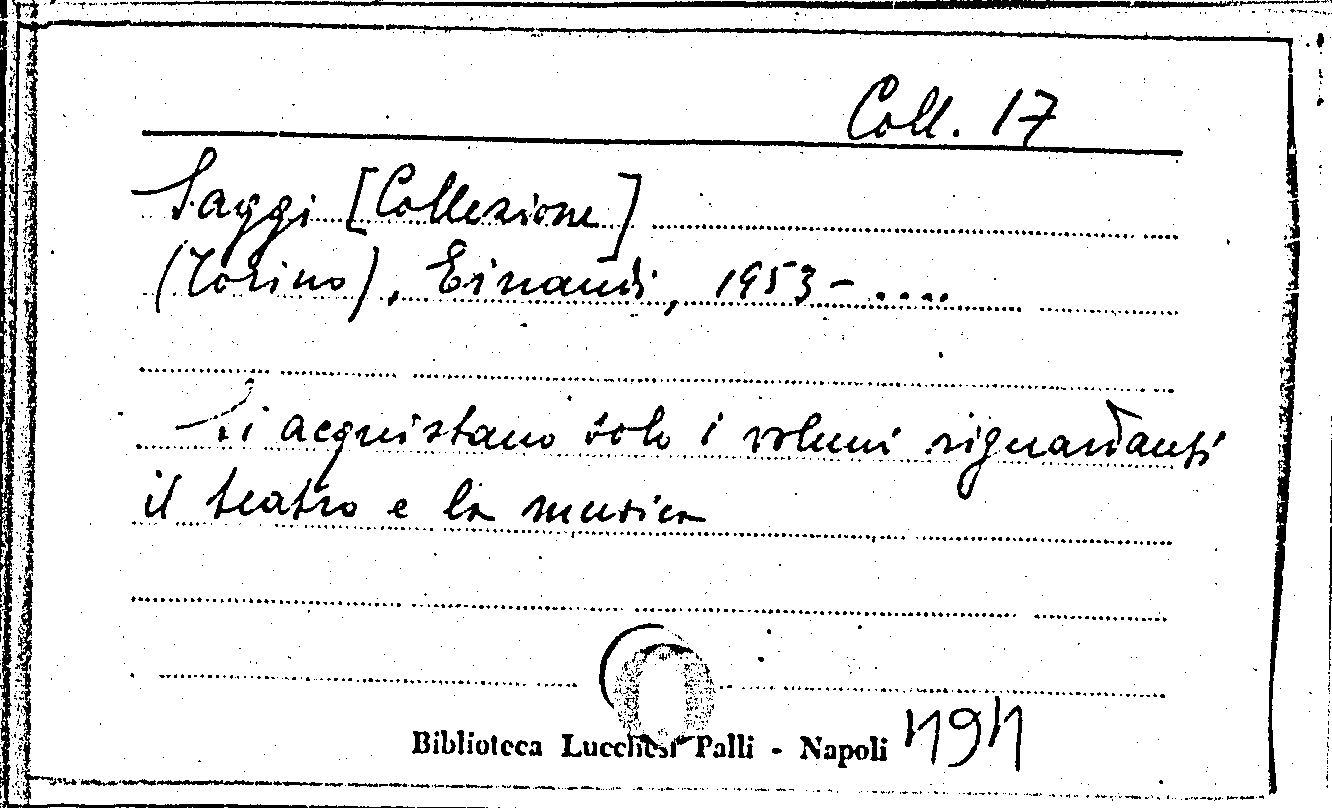 Coll. 17
Saggi [Collezione]
(Torino), Einaudi, 1953-....
Si acquistano solo i volumi riguardanti
il teatro e la musica
Biblioteca Lucchesi Palli - Napoli